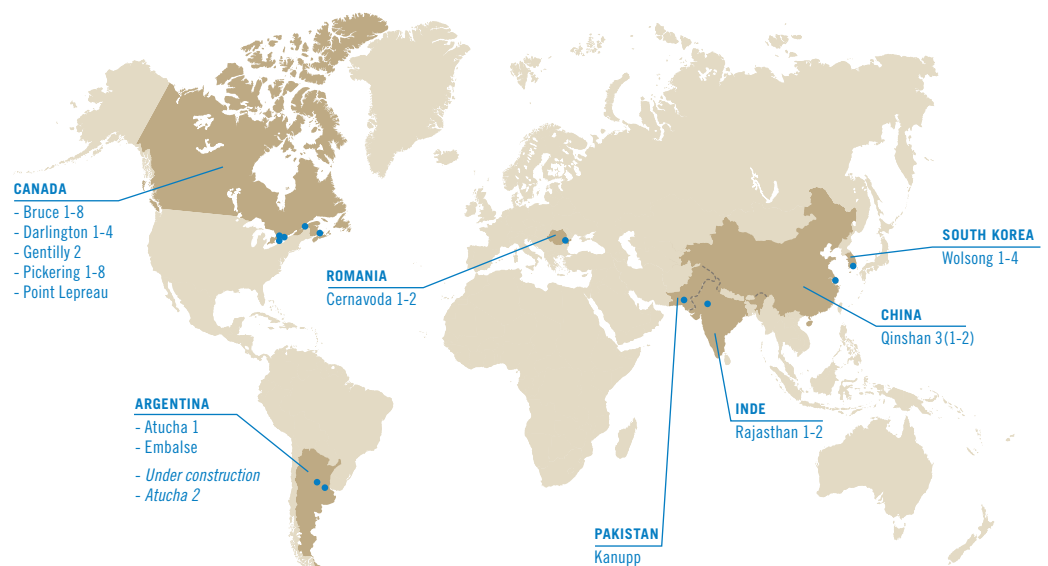 CANADA
- Bruce 1-8
- Darlington 1-4
- Gentilly 2
- Pickering 1-8
- Point Lepreau
ROMANIA
Cernavoda 1-2
SOUTH KOREA
Wolsong 1-4
CHINA
Qinshan 3 (1-2)
ARGENTINA
- Atucha 1
- Embalse
- Under construction
- Atucha 2
INDE
Rajasthan 1-2
PAKISTAN
Kanupp